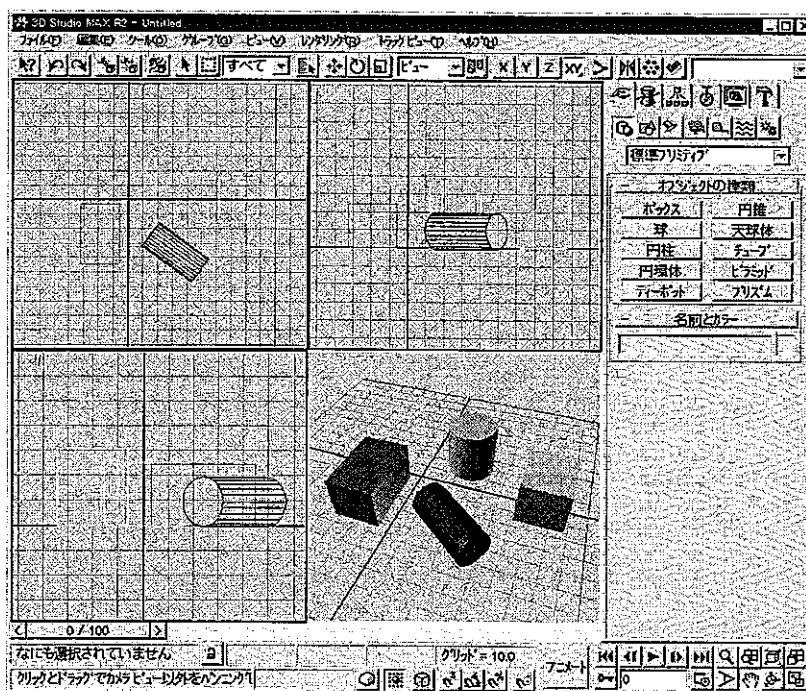 3D Studio MAX R2 - Untitled
ファイル(F) 編集(E) ツール(O) グループ(G) ビュー(V) レンダリング(R) トラックビュー(T) ヘルプ(H)
すべて ビュー X Y Z XY
標準プリミティブ
オブジェクトの種類
ボックス 円錐
球 天球体
円柱 チューブ
円環体 ピラミッド
ティーポット プリズム
名前とカラー
0 / 100
なにも選択されていません グリッド = 10.0
アニメート
クリックとドラッグでカメラビュー以外をパンニング 0